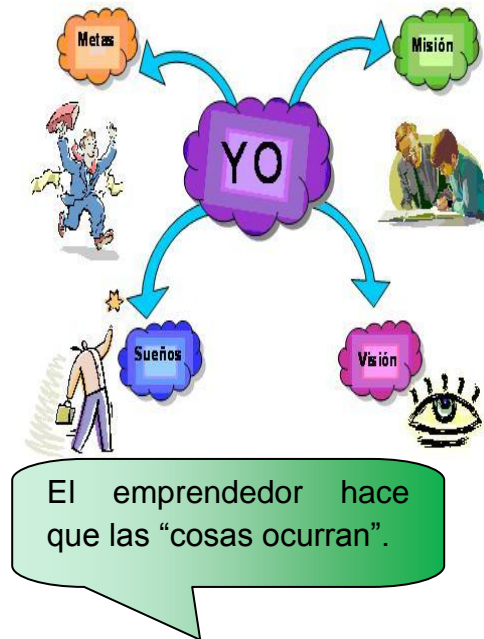 Metas
Misión
YO
Sueños
Visión
El emprendedor hace
que las “cosas ocurran”.